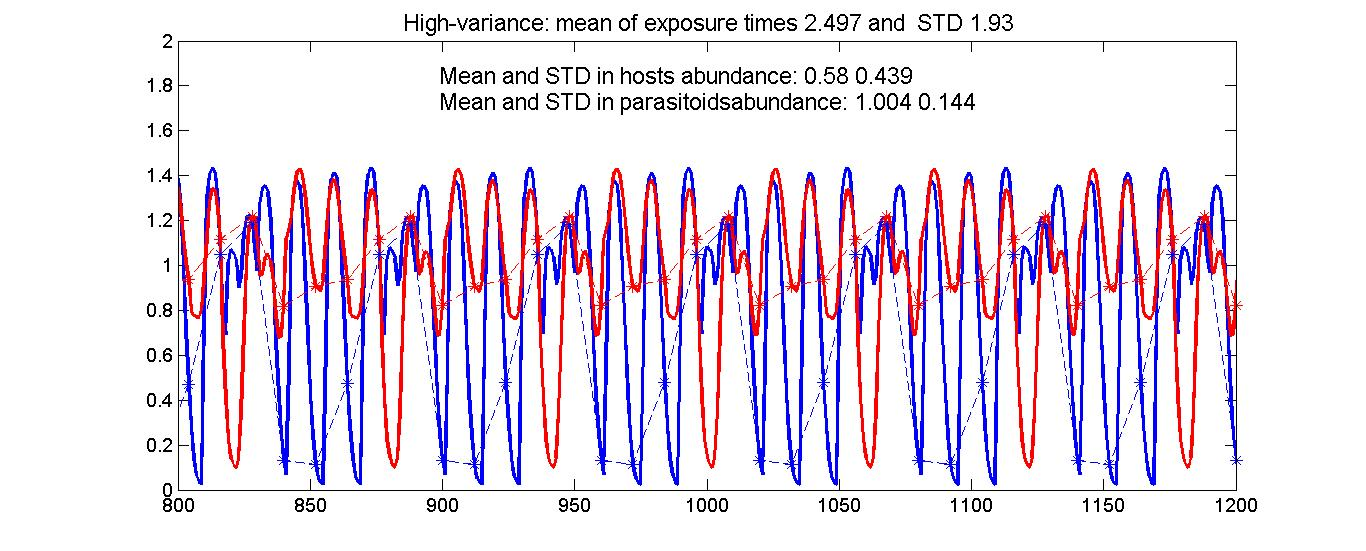 High-variance: mean of exposure times 2.497 and  STD 1.93
2
Mean and STD in hosts abundance: 0.58 0.439
1.8
Mean and STD in parasitoidsabundance: 1.004 0.144
1.6
1.4
1.2
1
0.8
0.6
0.4
0.2
0
800 850 900 950 1000 1050 1100 1150 1200